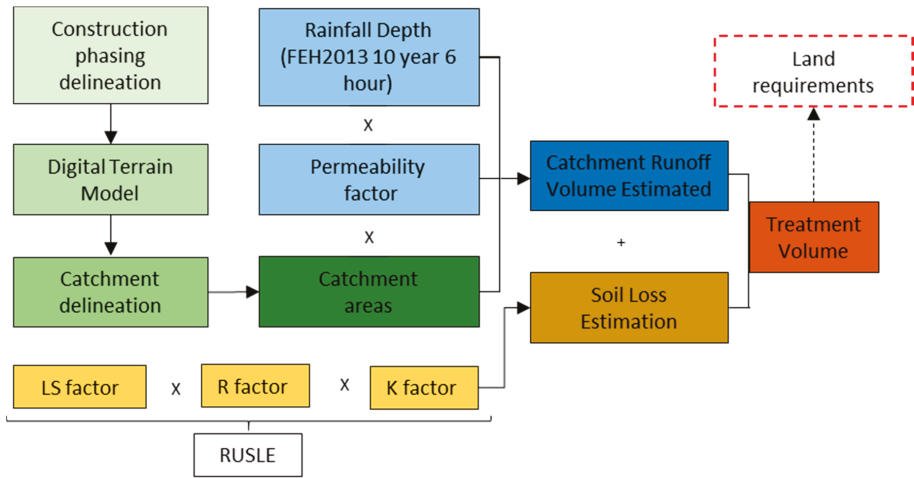 Construction
phasing
delineation
Digital Terrain
Model
Catchment
delineation
Rainfall Depth
(FEH2013 10 year 6
hour)
X
Permeability
factor
X
Catchment
areas
Catchment Runoff
Volume Estimated
+
Soil Loss
Estimation
Land
requirements
Treatment
Volume
LS factor
X
R factor
X
K factor
RUSLE